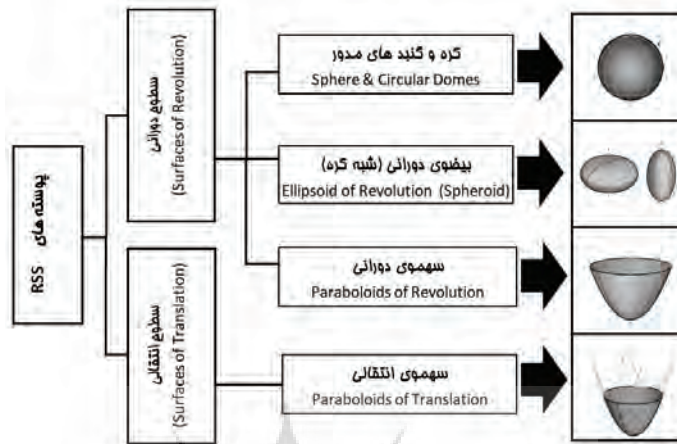 پوسته های RSS
سطوح دورانی
(Surfaces of Revolution)
کره و گنبد های مدور
Sphere & Circular Domes
بیضوی دورانی (شبه کره)
Ellipsoid of Revolution (Spheroid)
سهموی دورانی
Paraboloids of Revolution
سطوح انتقالی
(Surfaces of Translation)
سهموی انتقالی
Paraboloids of Translation